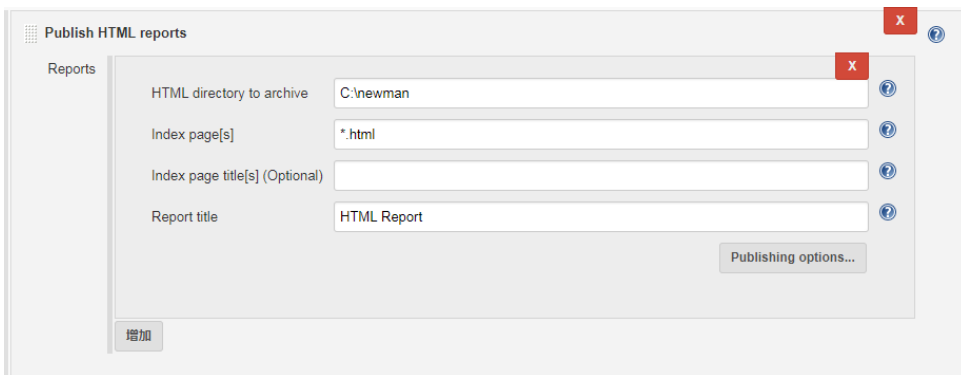 Publish HTML reports
X
Reports
X
HTML directory to archive C:\newman
Index page[s] *.html
Index page title[s] (Optional)
Report title HTML Report
Publishing options...
增加